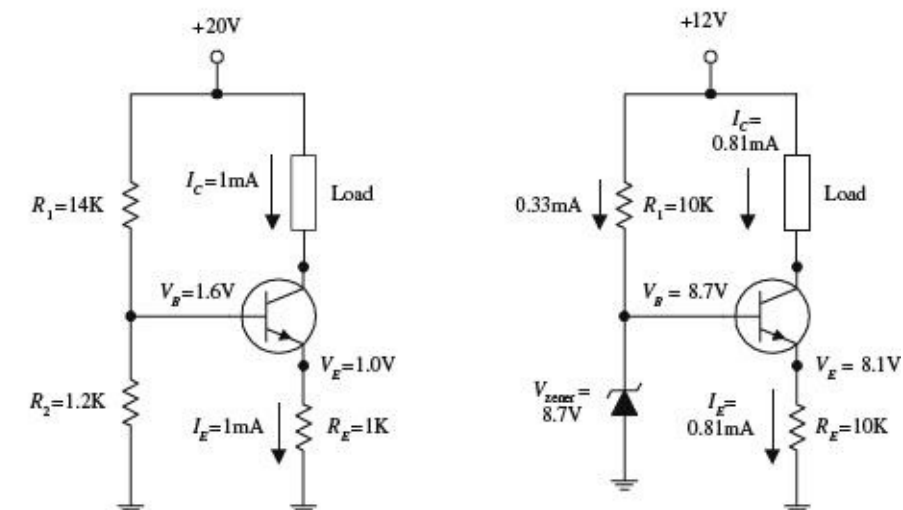 +20V
I_C=1mA
Load
R_1=14K
V_B=1.6V
V_E=1.0V
R_2=1.2K
I_E=1mA
R_E=1K
+12V
I_C=
0.81mA
0.33mA
R_1=10K
Load
V_B= 8.7V
V_E= 8.1V
V_zener=
8.7V
I_E=
0.81mA
R_E=10K